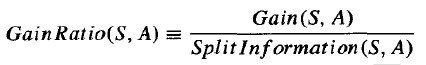 GainRatio(S, A) ≡ Gain(S, A) / SplitInformation(S, A)